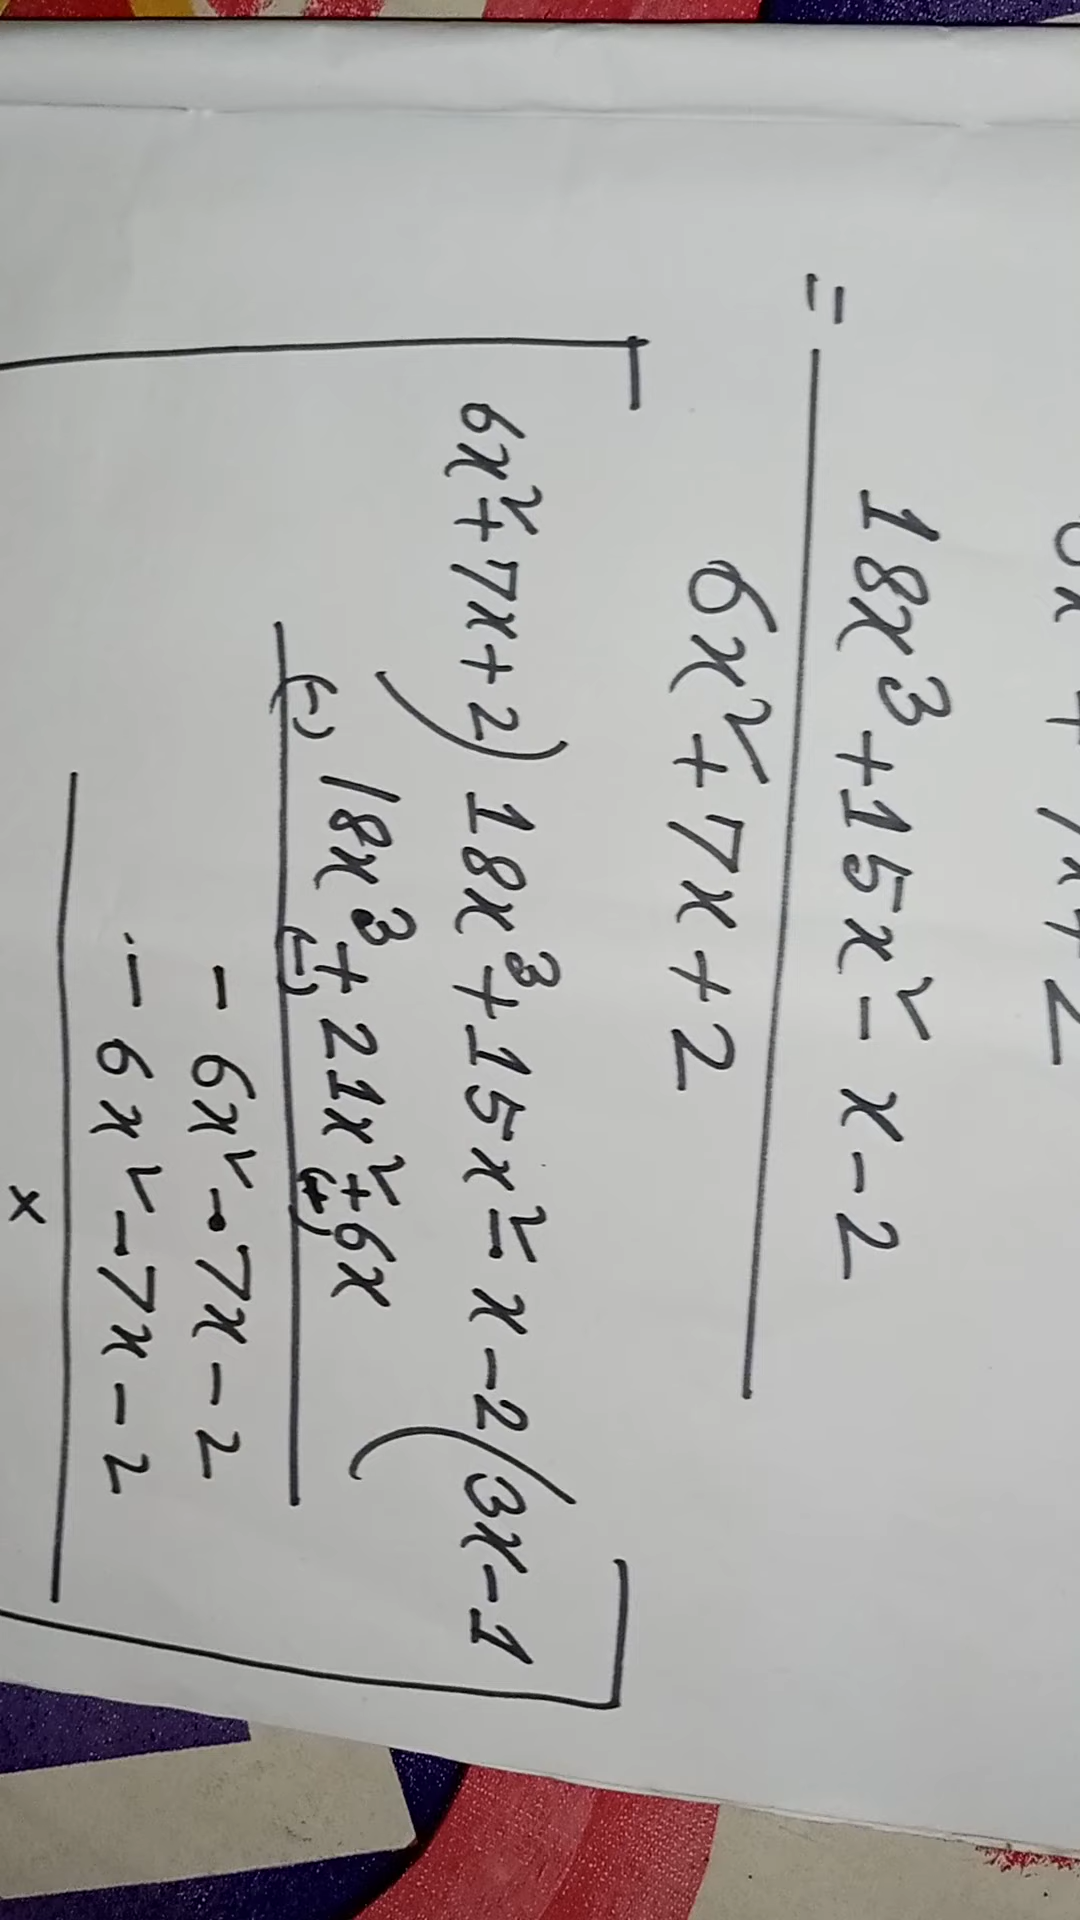 = 18x³ + 15x² - x - 2
6x² + 7x + 2
6x² + 7x + 2) 18x³ + 15x² - x - 2 (3x - 1
18x³ + 21x² + 6x
(-) (-) (-)
- 6x² - 7x - 2
- 6x² - 7x - 2
x